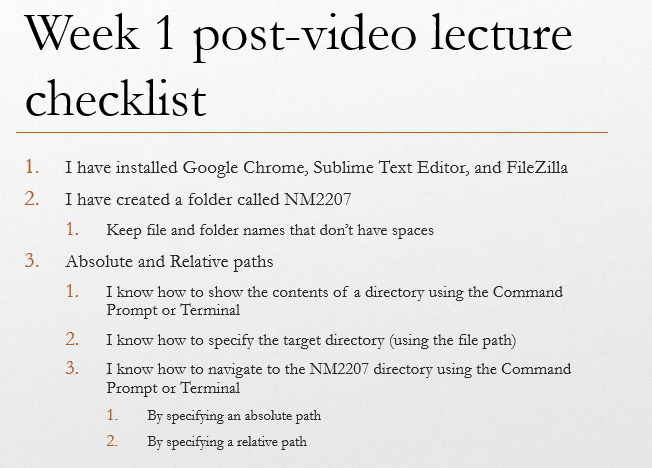 Week 1 post-video lecture
checklist
1. I have installed Google Chrome, Sublime Text Editor, and FileZilla
2. I have created a folder called NM2207
1. Keep file and folder names that don't have spaces
3. Absolute and Relative paths
1. I know how to show the contents of a directory using the Command
Prompt or Terminal
2. I know how to specify the target directory (using the file path)
3. I know how to navigate to the NM2207 directory using the Command
Prompt or Terminal
1. By specifying an absolute path
2. By specifying a relative path